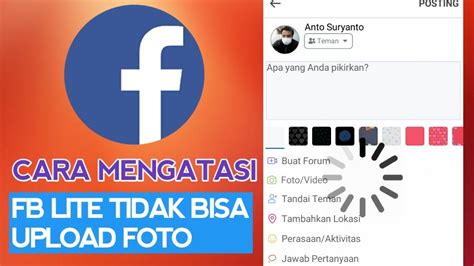 POSTING
Anto Suryanto
Teman
Apa yang Anda pikirkan?
f
CARA MENGATASI
FB LITE TIDAK BISA
UPLOAD FOTO
Buat Forum
Foto/Video
Tandai Teman
Tambahkan Lokasi
Perasaan/Aktivitas
Jawab Pertanyaan